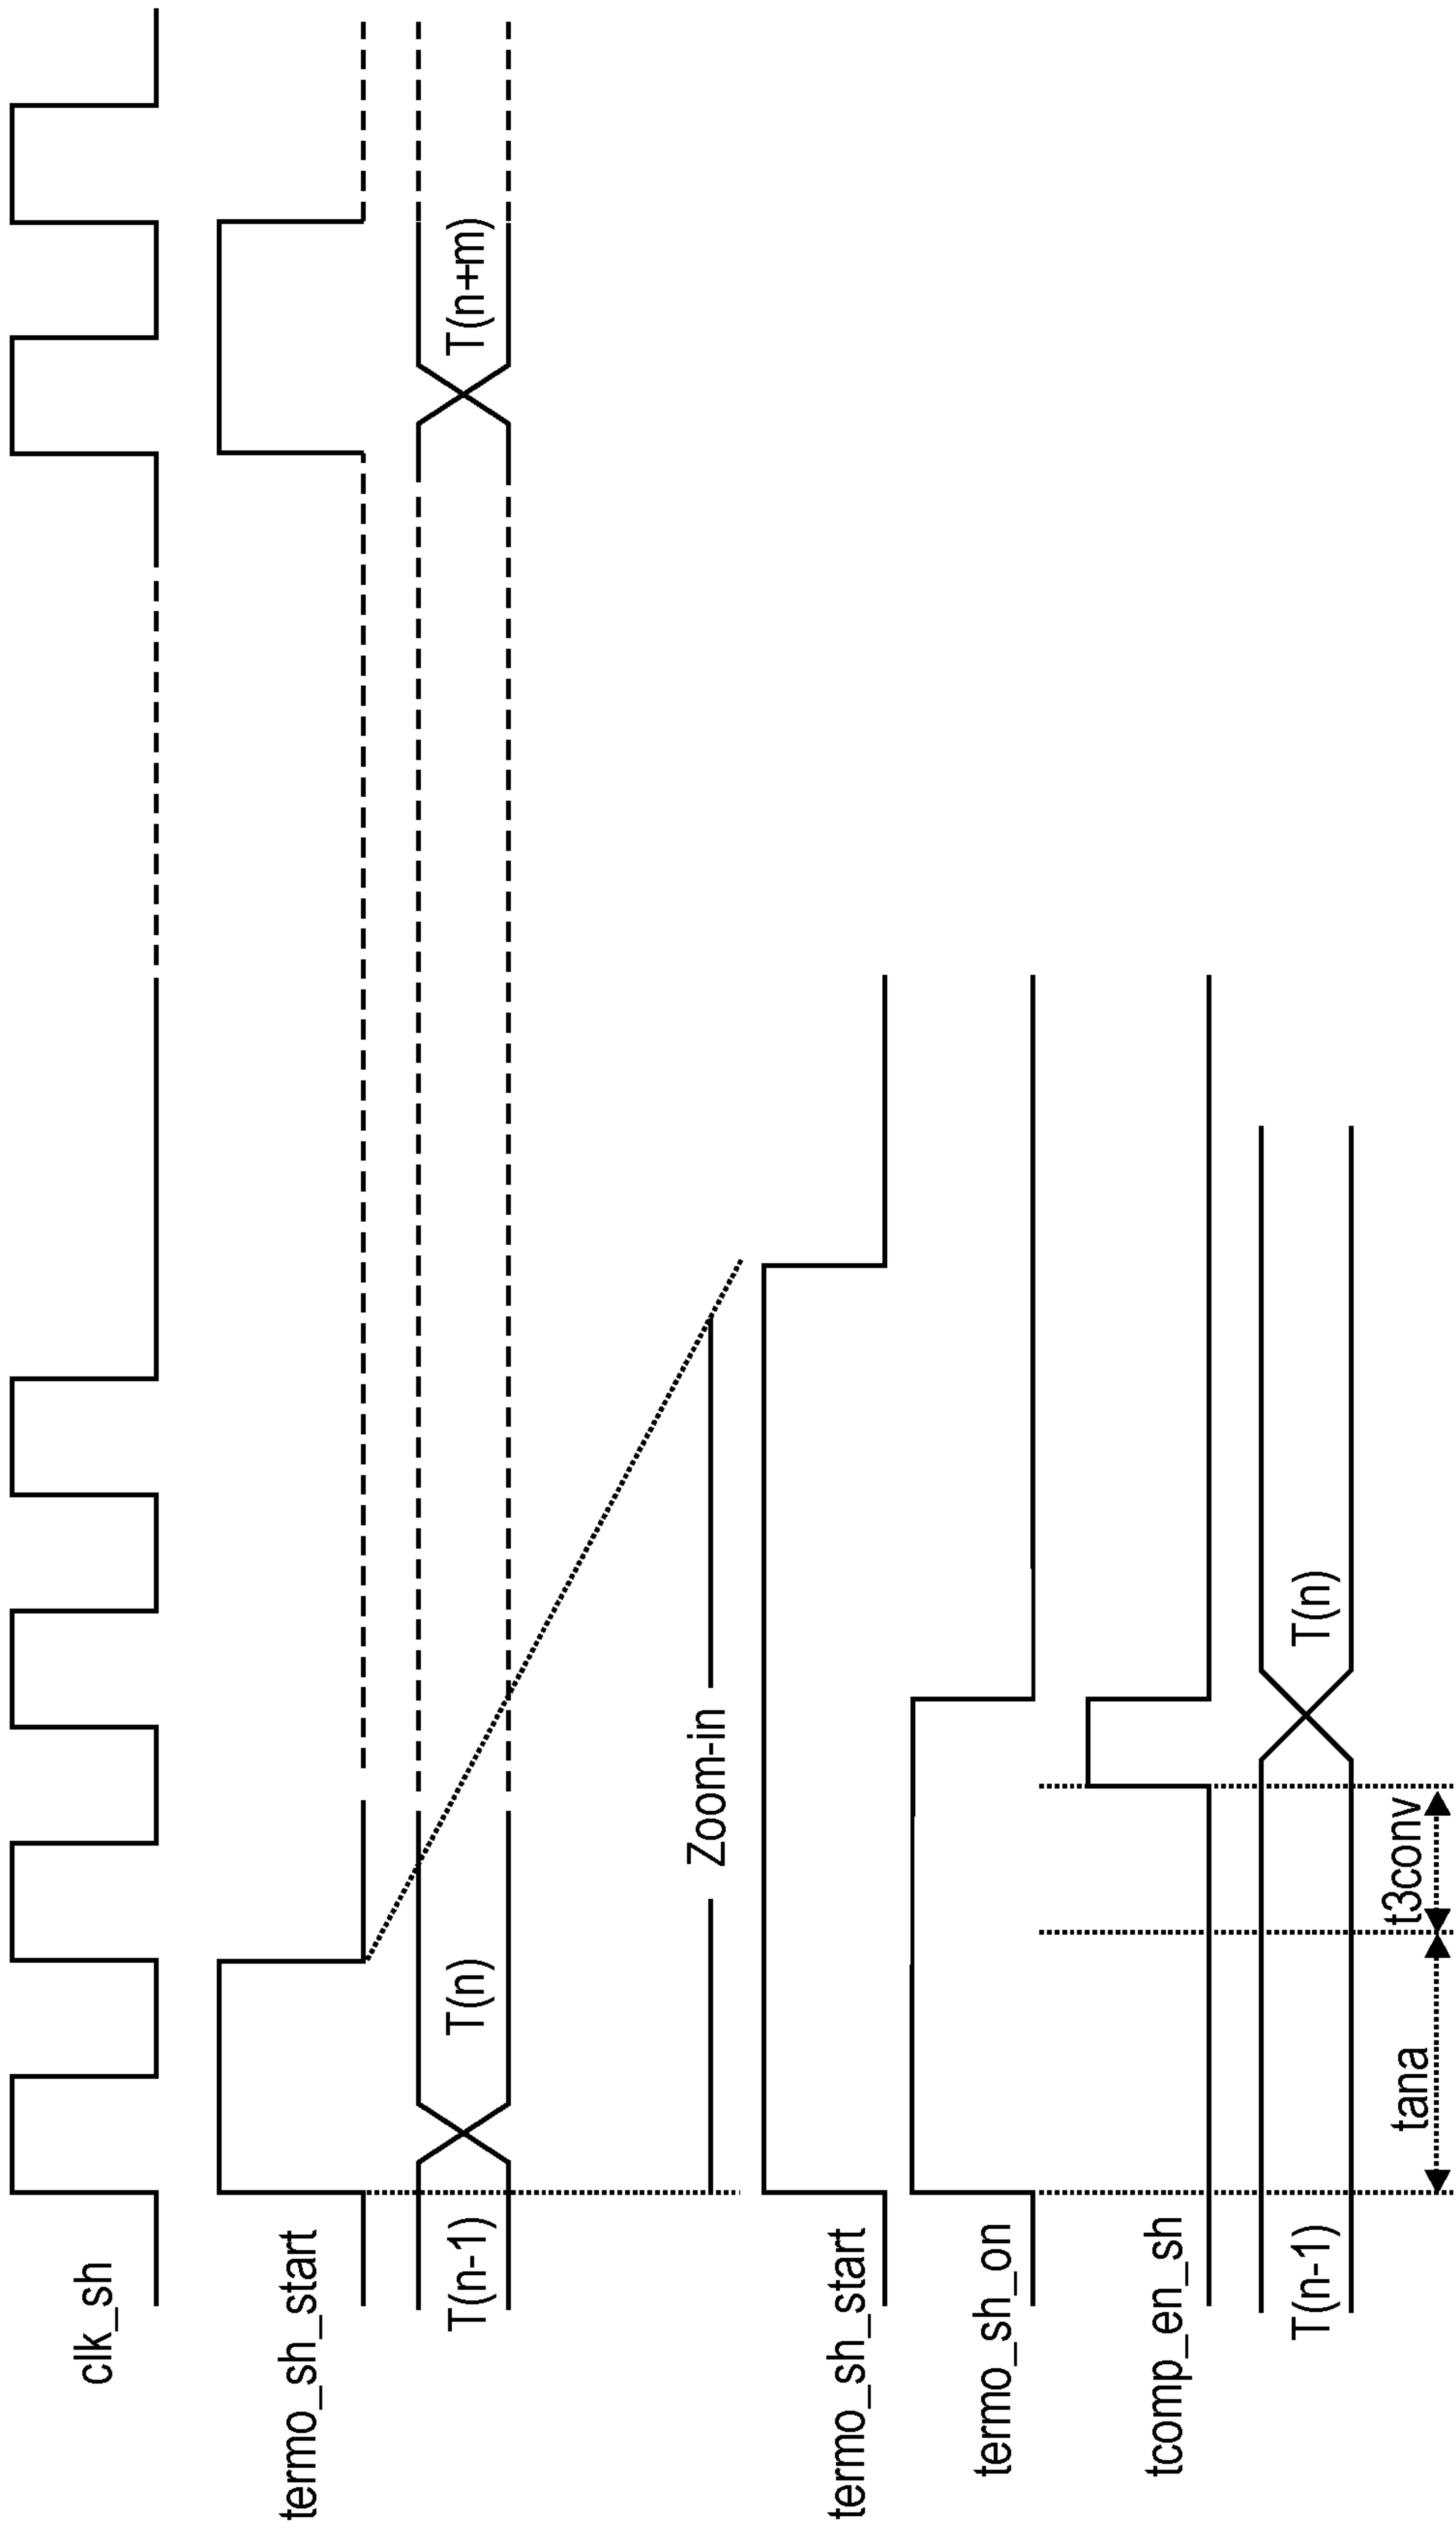 clk_sh
termo_sh_start
T(n-1)
T(n)
T(n+m)
Zoom-in
termo_sh_start
termo_sh_on
tcomp_en_sh
T(n-1)
T(n)
tana
t3conv